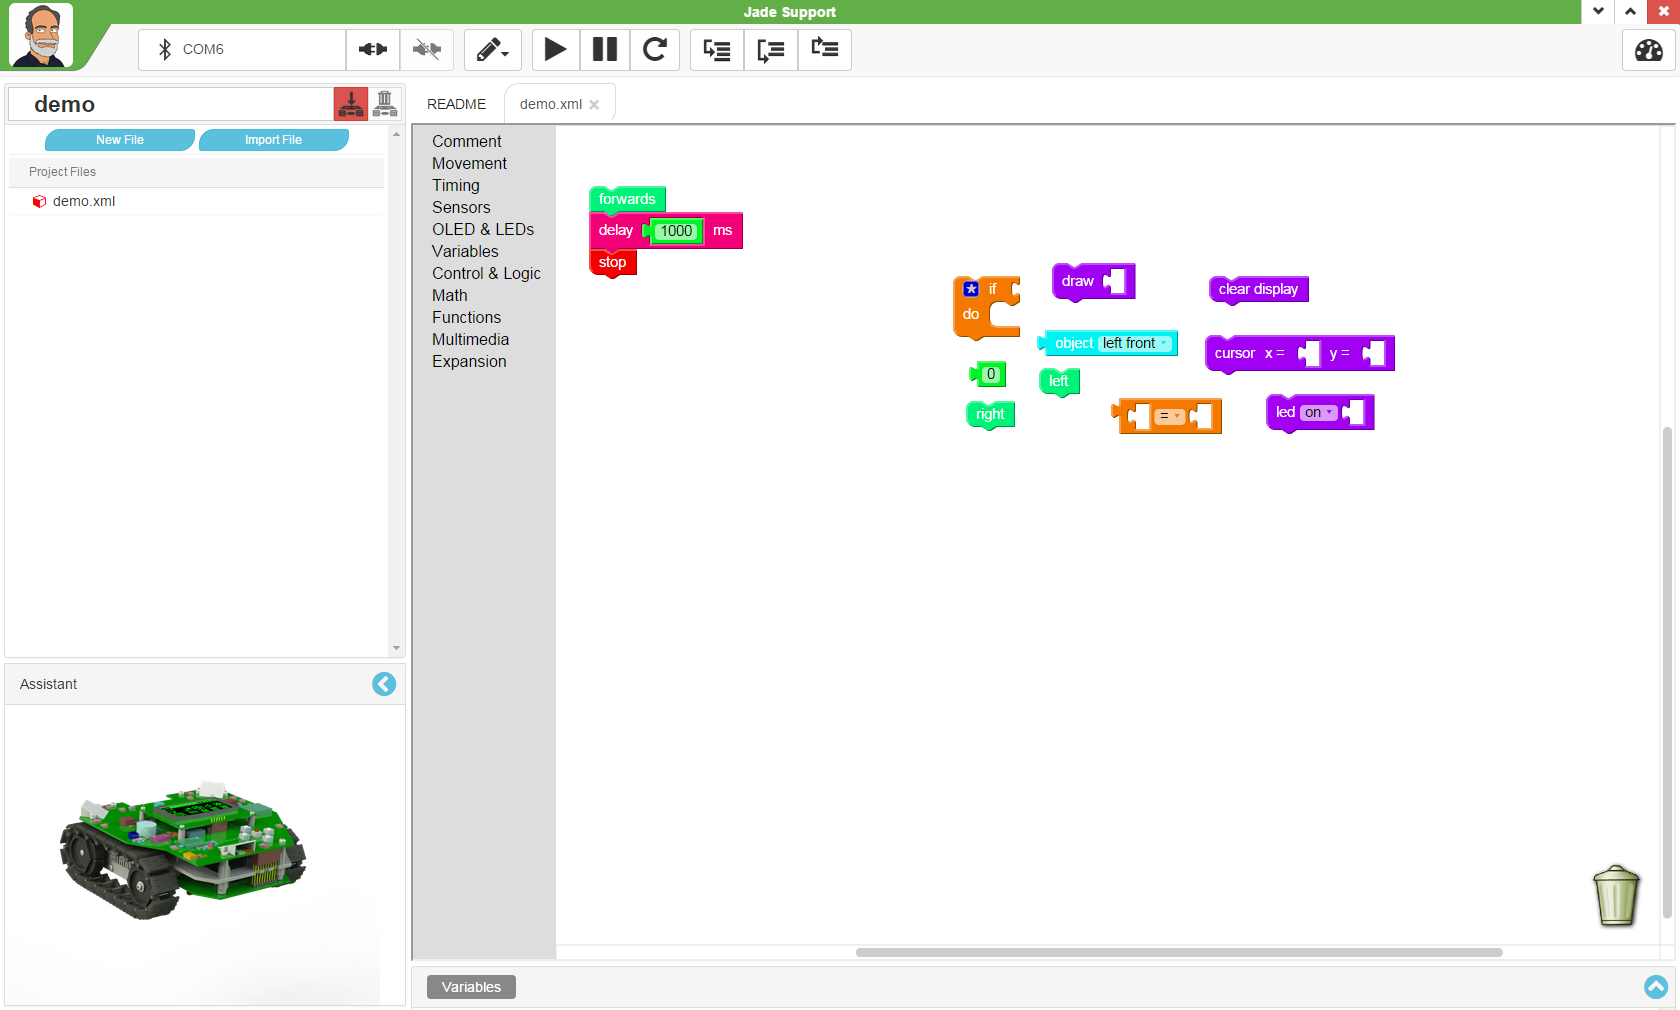 Jade Support
COM6
demo
README
demo.xml
New File
Import File
Project Files
demo.xml
Comment
Movement
Timing
Sensors
OLED & LEDs
Variables
Control & Logic
Math
Functions
Multimedia
Expansion
forwards
delay 1000 ms
stop
if
do
draw
clear display
object left front
cursor x = y =
0
left
right
=
led on
Assistant
Variables